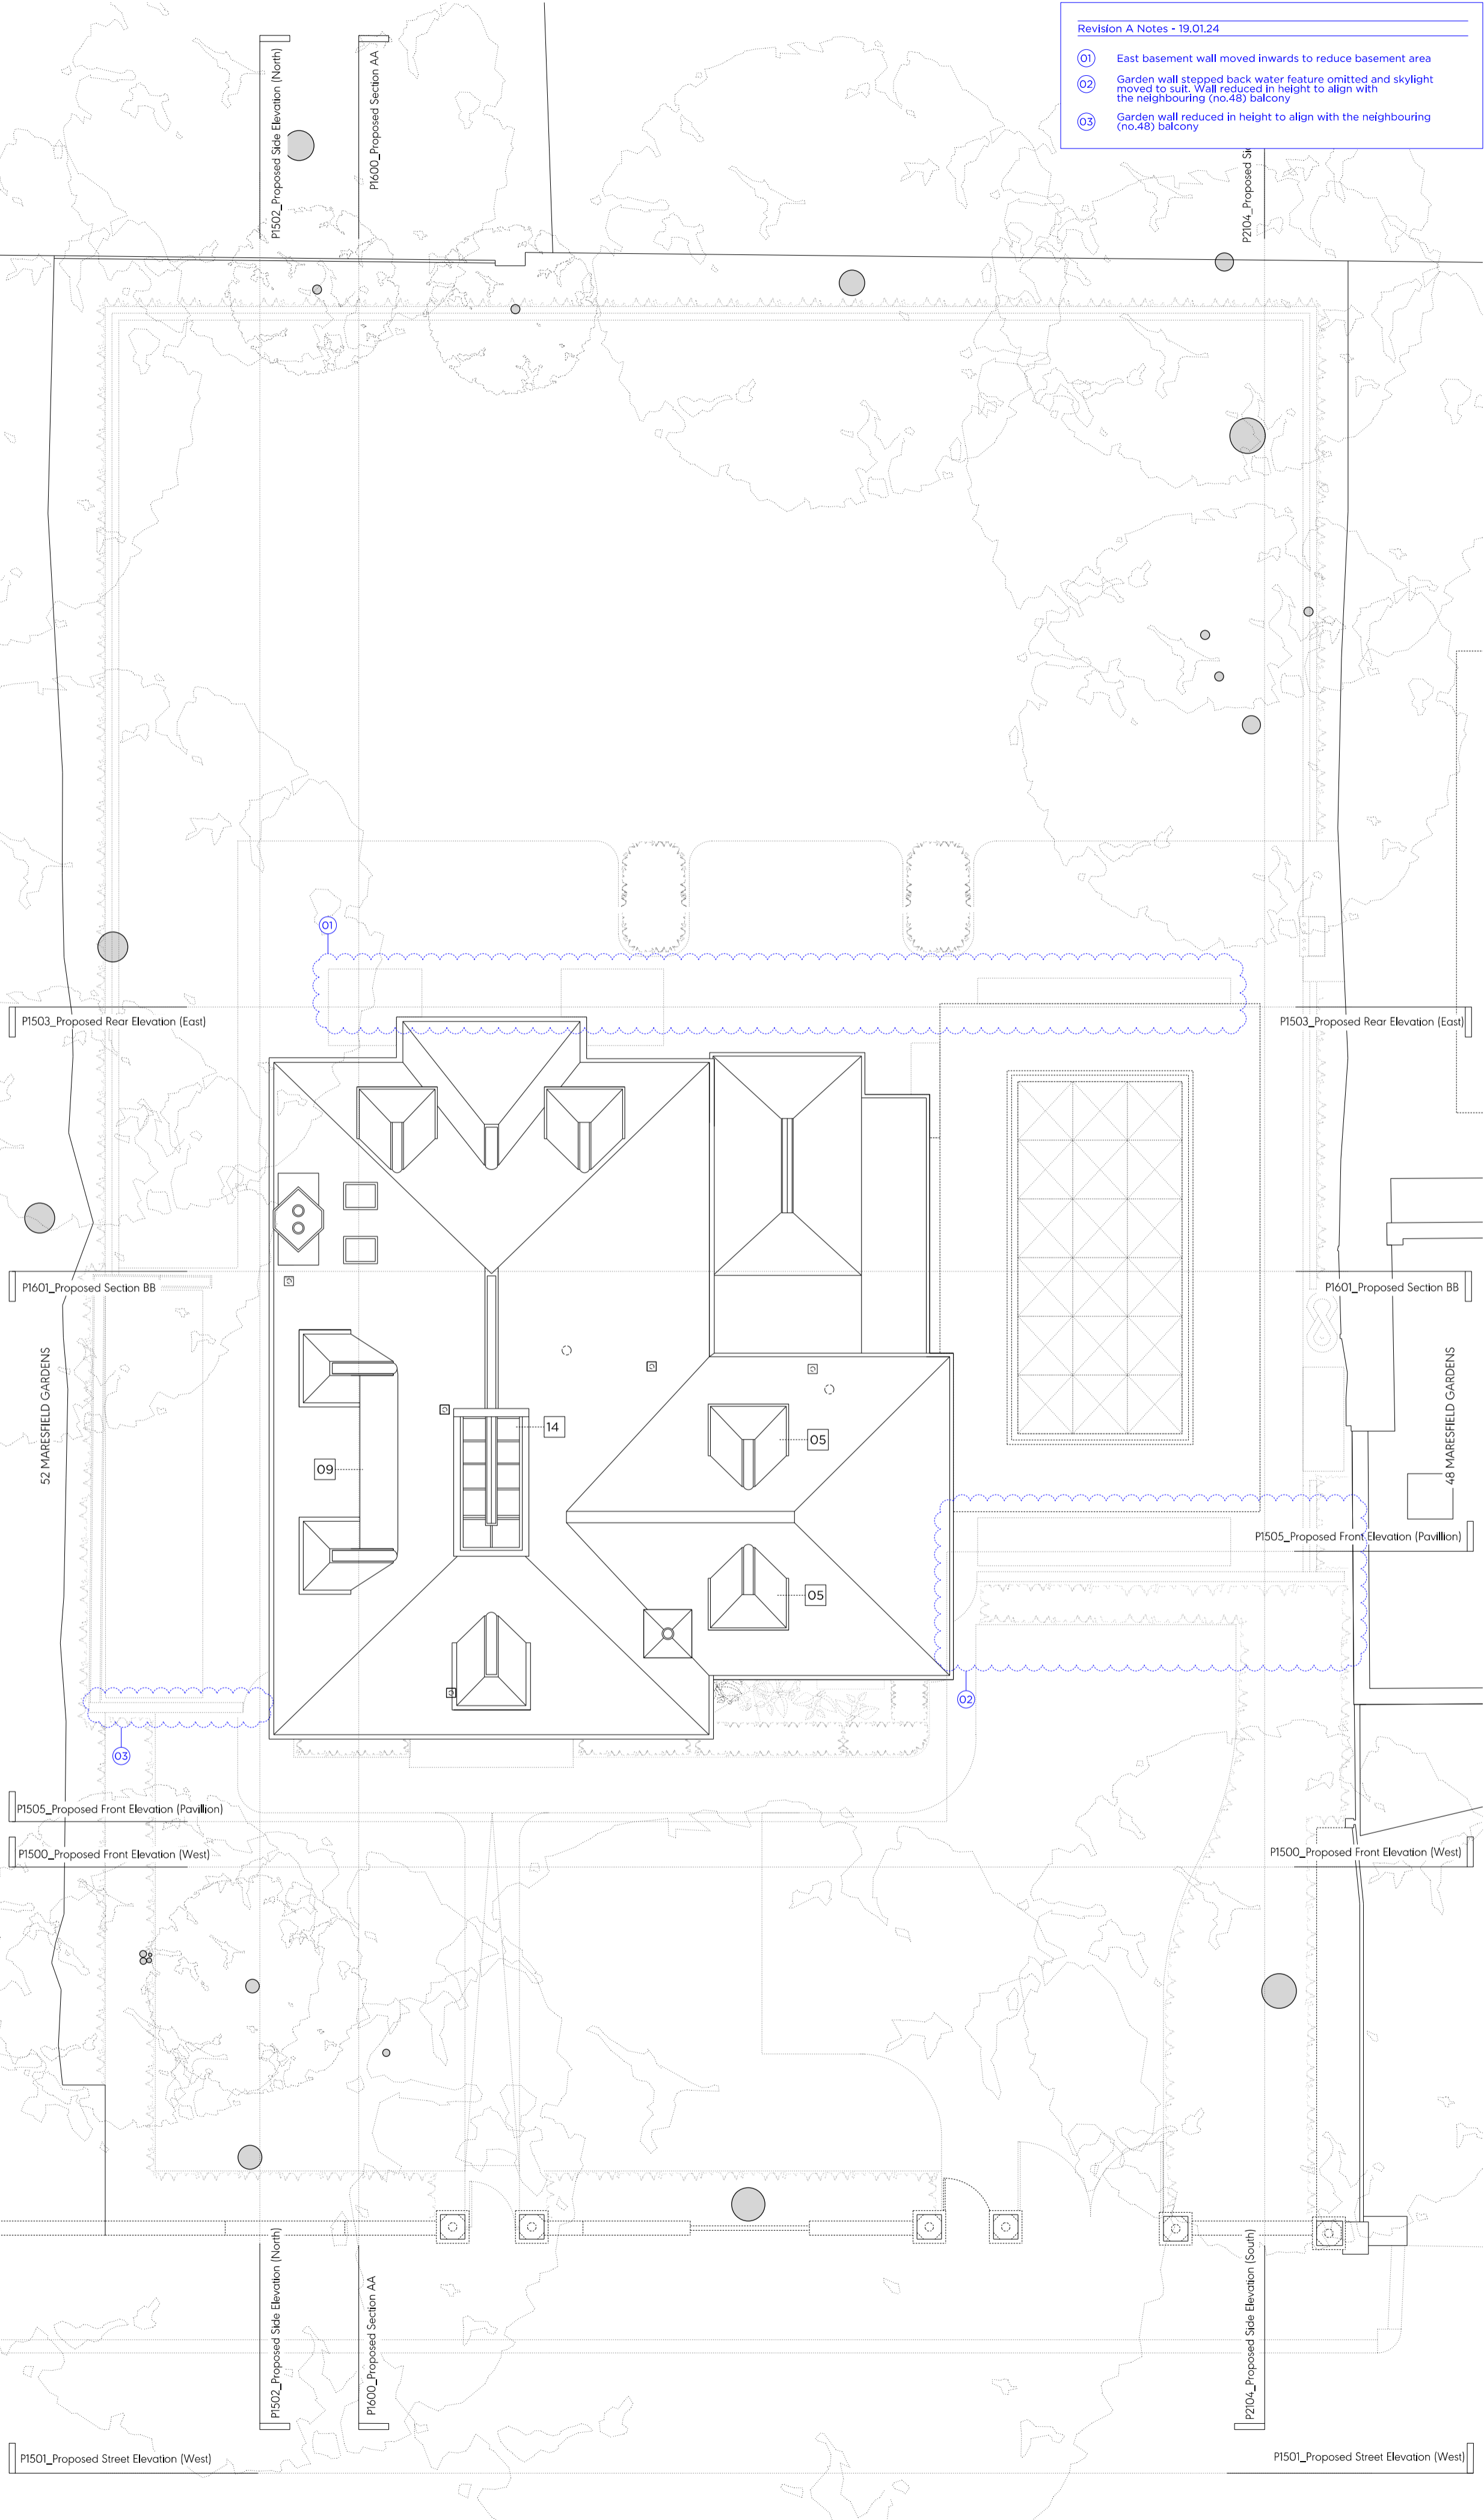 Revision A Notes - 19.01.24
01 East basement wall moved inwards to reduce basement area
02 Garden wall stepped back water feature omitted and skylight
moved to suit. Wall reduced in height to align with
the neighbouring (no.48) balcony
03 Garden wall reduced in height to align with the neighbouring
(no.48) balcony
P1502_Proposed Side Elevation (North)
P1600_Proposed Section AA
P2104_Proposed Si
01
P1503_Proposed Rear Elevation (East)
P1503_Proposed Rear Elevation (East)
P1601_Proposed Section BB
P1601_Proposed Section BB
52 MARESFIELD GARDENS
48 MARESFIELD GARDENS
14
05
09
P1505_Proposed Front Elevation (Pavillion)
05
02
03
P1505_Proposed Front Elevation (Pavillion)
P1500_Proposed Front Elevation (West)
P1500_Proposed Front Elevation (West)
P1502_Proposed Side Elevation (North)
P1600_Proposed Section AA
P2104_Proposed Side Elevation (South)
P1501_Proposed Street Elevation (West)
P1501_Proposed Street Elevation (West)